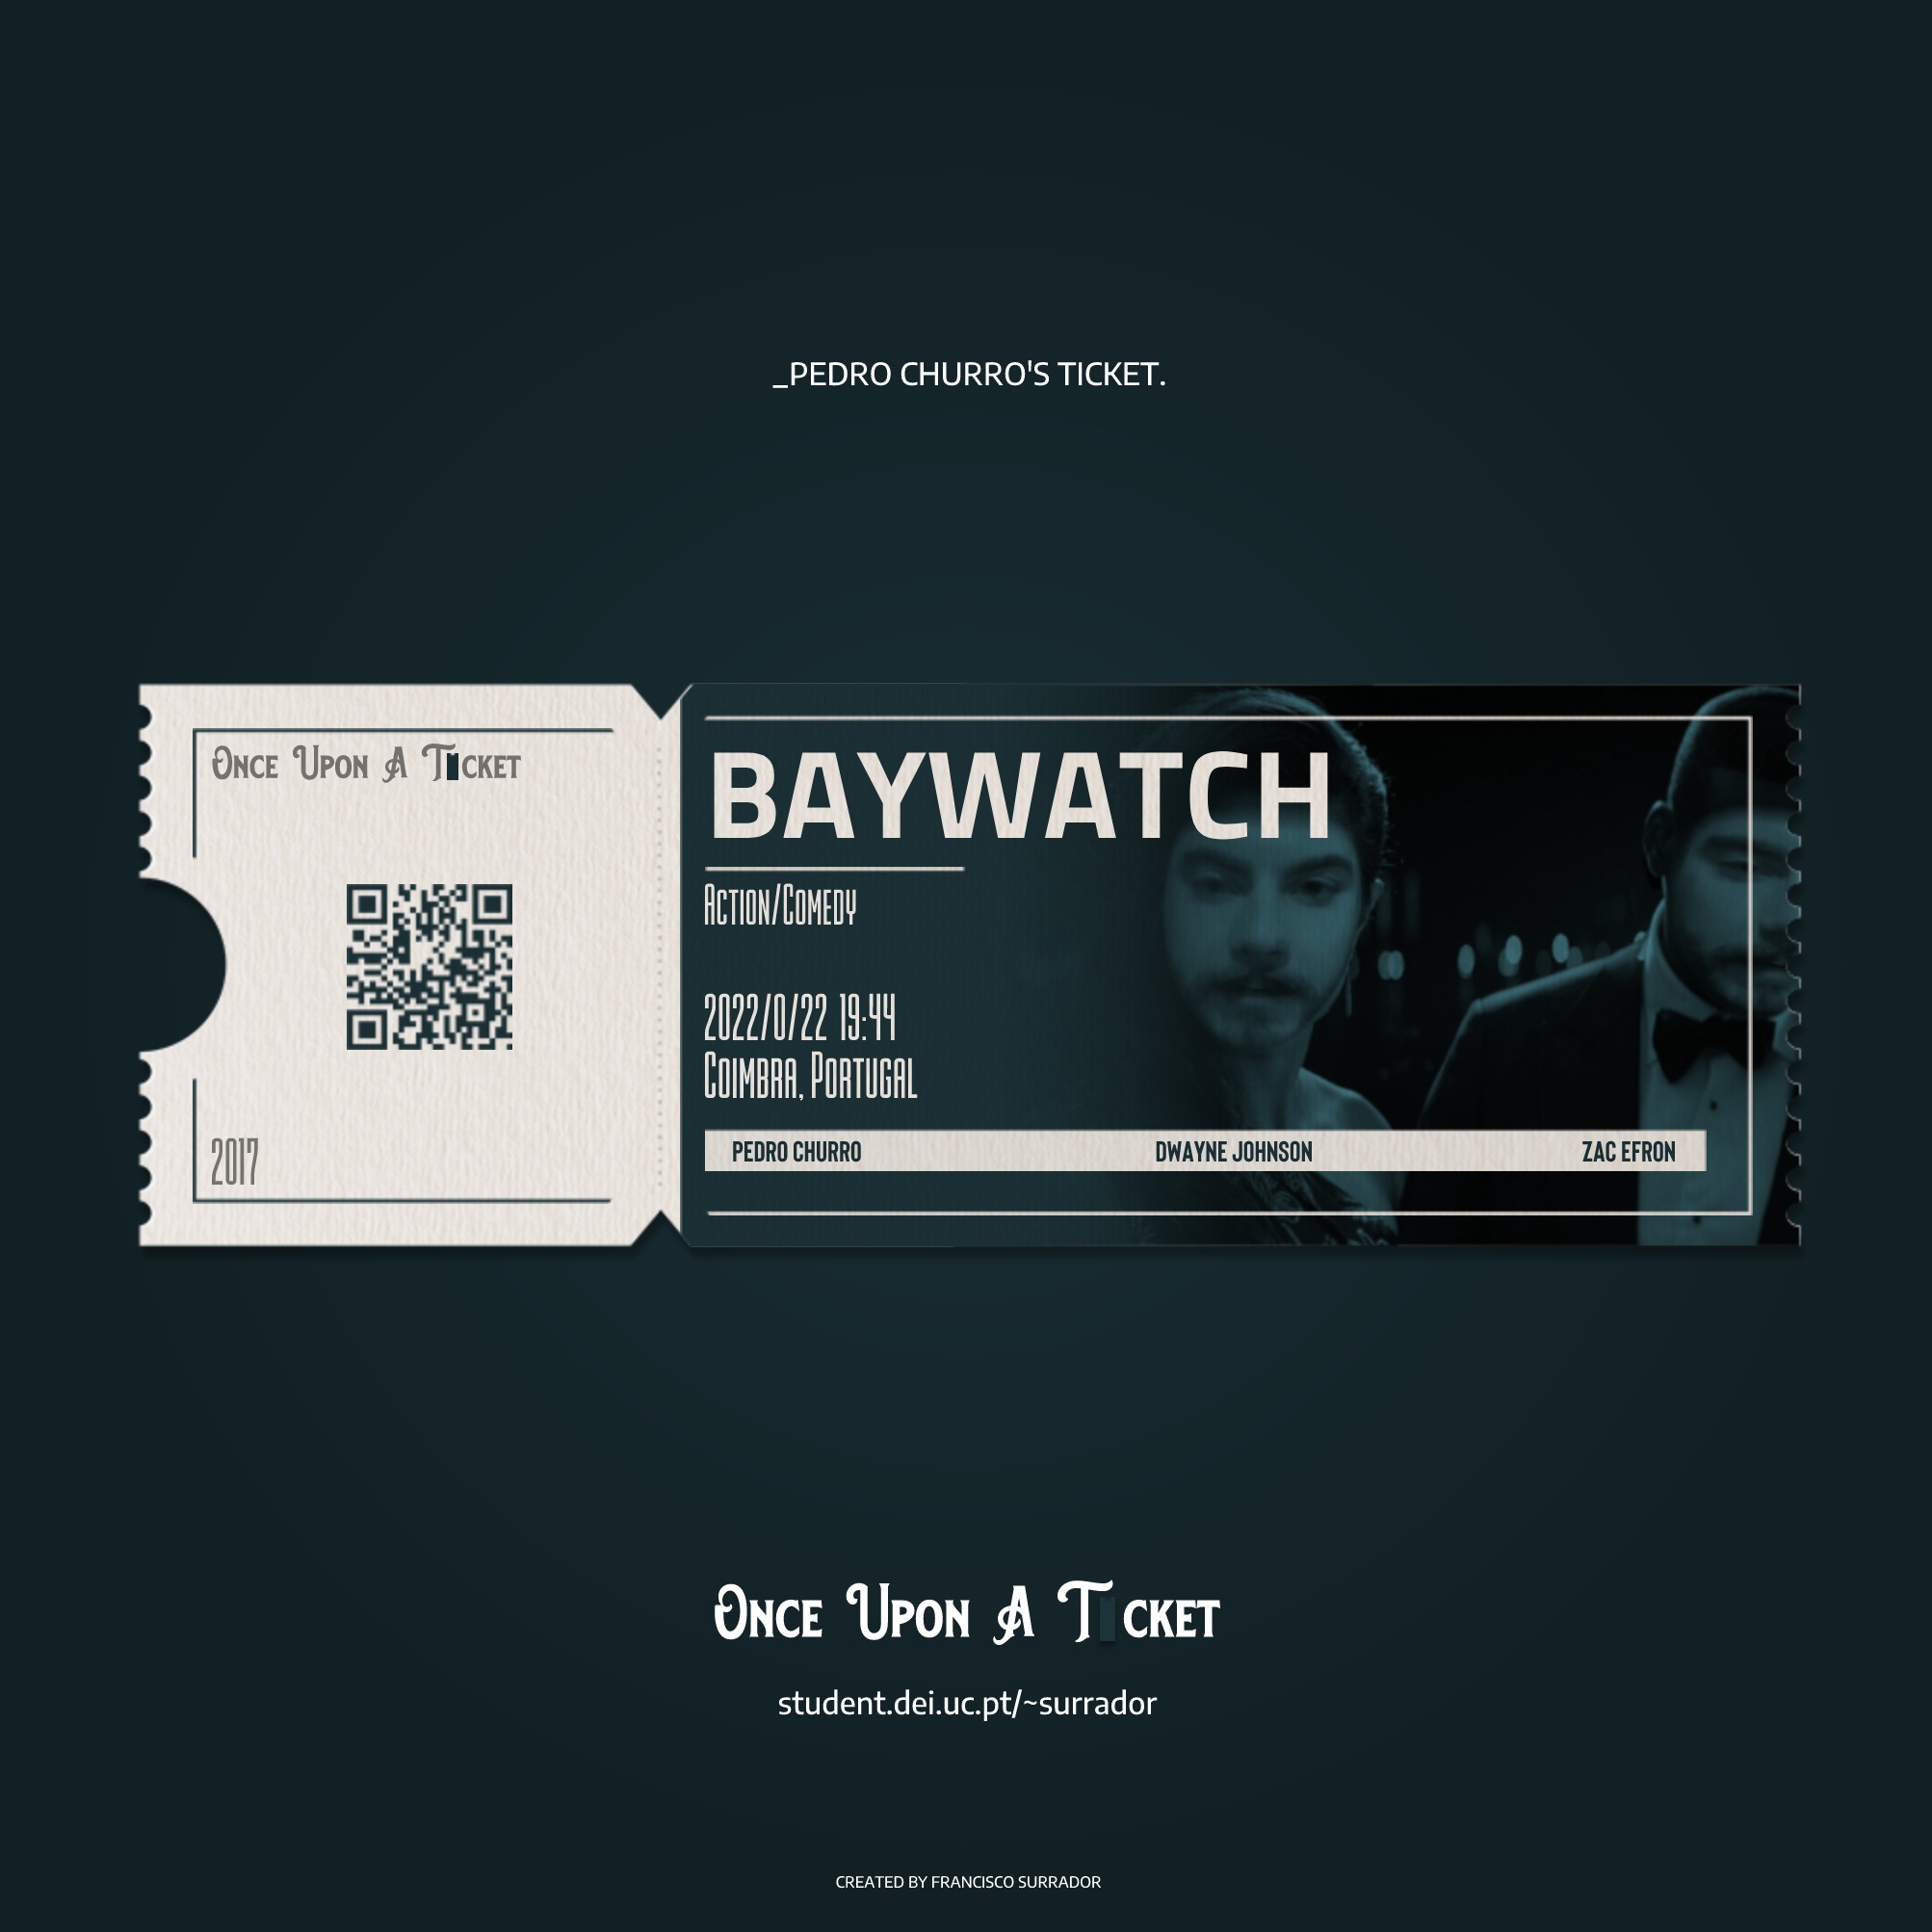 _PEDRO CHURRO'S TICKET.
Once Upon A Ticket
2017
BAYWATCH
Action/Comedy
2022/0/22 19:44
Coimbra, Portugal
PEDRO CHURRO DWAYNE JOHNSON ZAC EFRON
Once Upon A Ticket
student.dei.uc.pt/~surrador
CREATED BY FRANCISCO SURRADOR